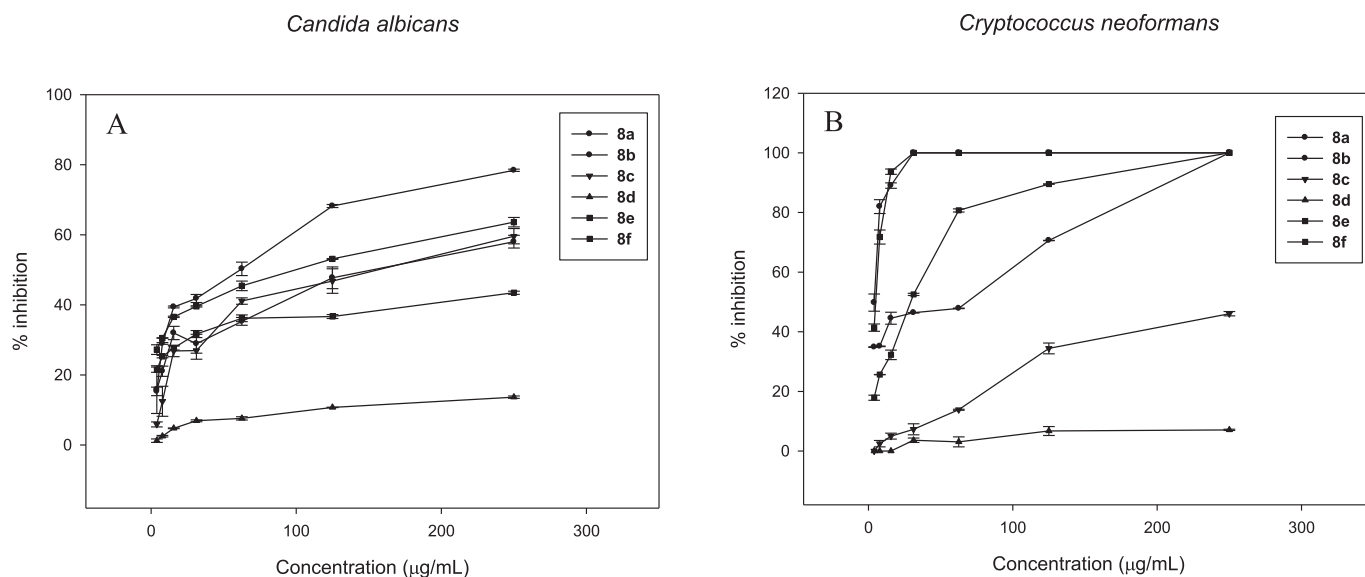 Candida albicans
Cryptococcus neoformans
A
100
80
60
40
20
0
% inhibition
8a
8b
8c
8d
8e
8f
0
100
200
300
Concentration (μg/mL)
B
120
100
80
60
40
20
0
% inhibition
8a
8b
8c
8d
8e
8f
0
100
200
300
Concentration (μg/mL)